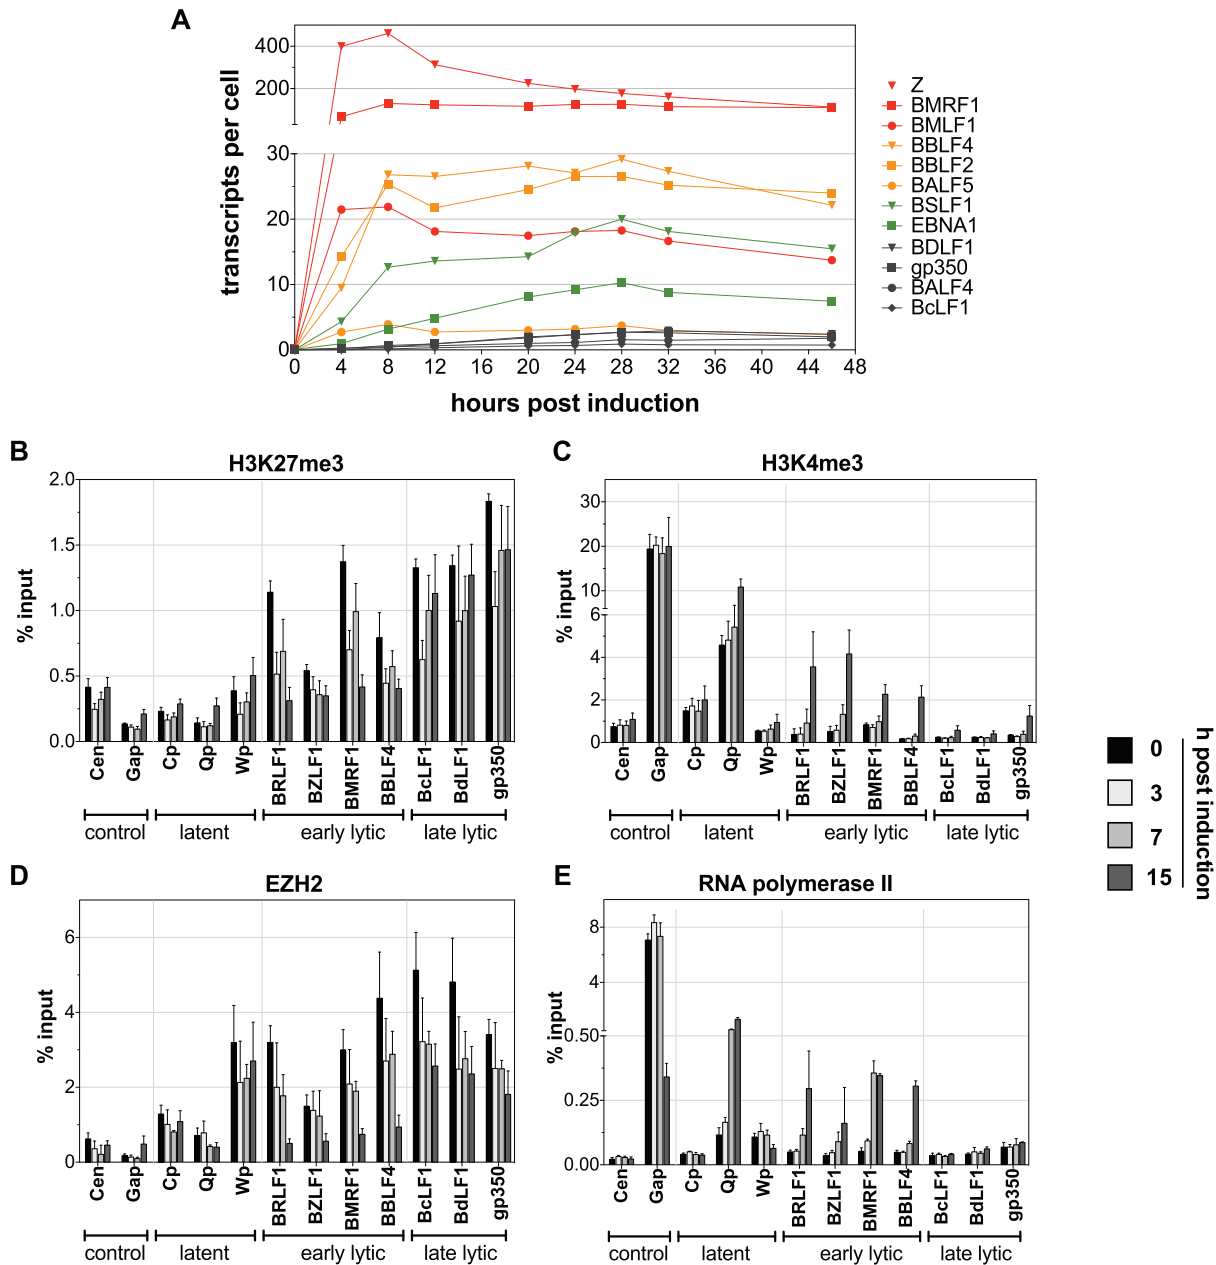 A
transcripts per cell
400
200
30
20
10
0
0 4 8 12 16 20 24 28 32 36 40 44 48
hours post induction
Z
BMRF1
BMLF1
BBLF4
BBLF2
BALF5
BSLF1
EBNA1
BDLF1
gp350
BALF4
BcLF1
B
H3K27me3
% input
2.0
1.5
1.0
0.5
0.0
Cen Gap Cp Qp Wp BRLF1 BZLF1 BMRF1 BBLF4 BcLF1 BdLF1 gp350
control latent early lytic late lytic
C
H3K4me3
% input
30
20
10
6
4
2
0
Cen Gap Cp Qp Wp BRLF1 BZLF1 BMRF1 BBLF4 BcLF1 BdLF1 gp350
control latent early lytic late lytic
0
3
7
15
h post induction
D
EZH2
% input
6
4
2
0
Cen Gap Cp Qp Wp BRLF1 BZLF1 BMRF1 BBLF4 BcLF1 BdLF1 gp350
control latent early lytic late lytic
E
RNA polymerase II
% input
8
4
0.50
0.25
0.00
Cen Gap Cp Qp Wp BRLF1 BZLF1 BMRF1 BBLF4 BcLF1 BdLF1 gp350
control latent early lytic late lytic